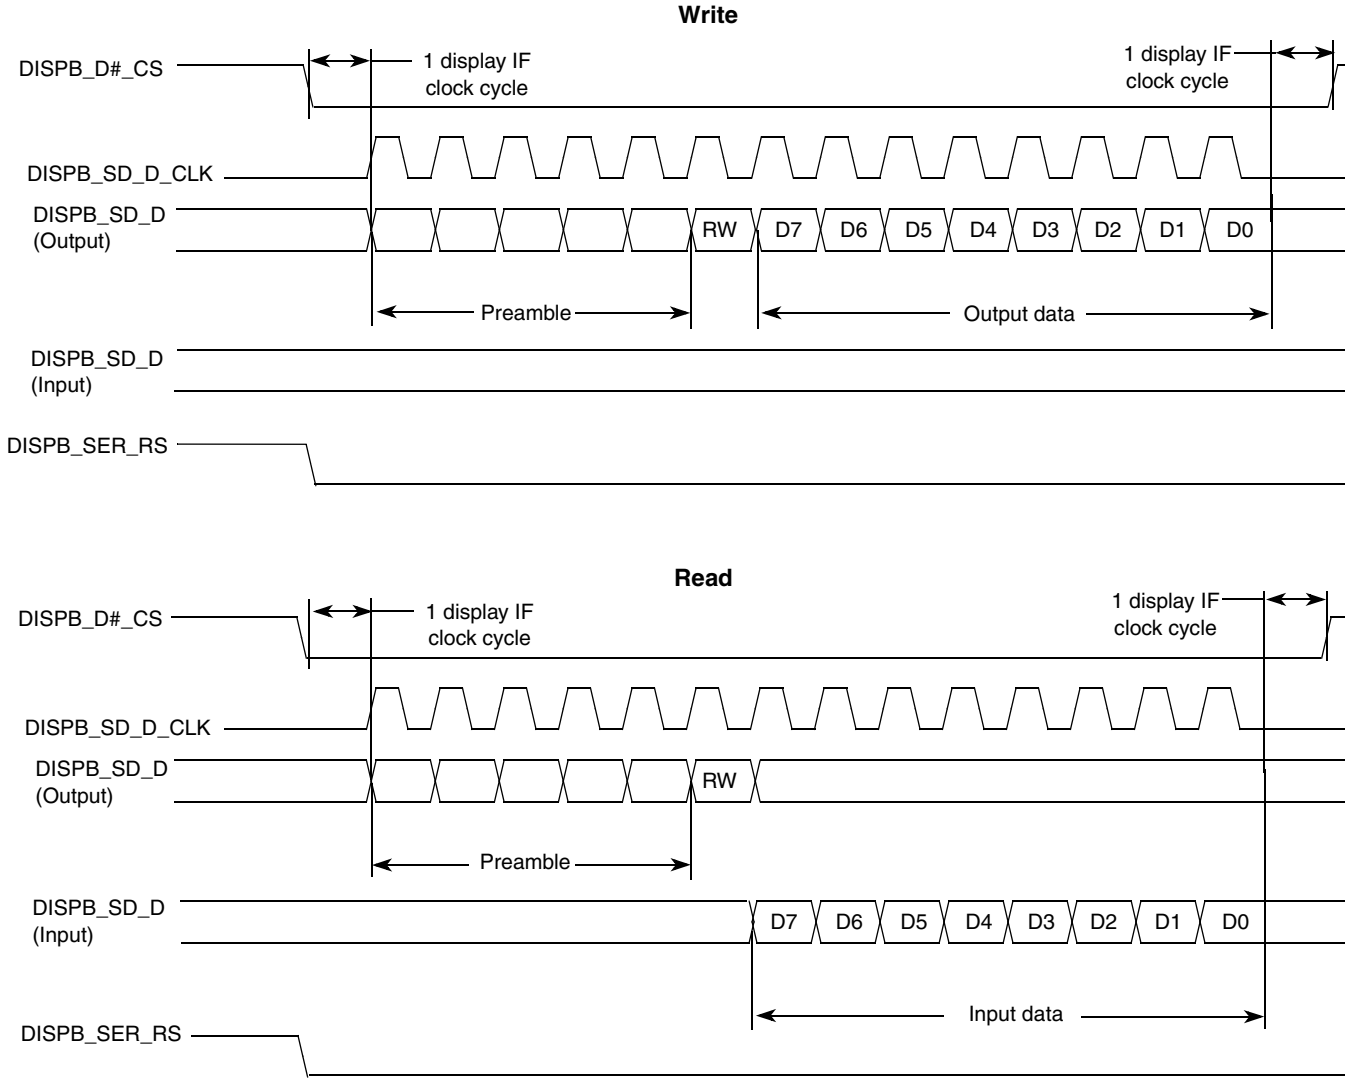 Write
DISPB_D#_CS
1 display IF
clock cycle
1 display IF
clock cycle
DISPB_SD_D_CLK
DISPB_SD_D
(Output)
RW D7 D6 D5 D4 D3 D2 D1 D0
Preamble
Output data
DISPB_SD_D
(Input)
DISPB_SER_RS
Read
DISPB_D#_CS
1 display IF
clock cycle
1 display IF
clock cycle
DISPB_SD_D_CLK
DISPB_SD_D
(Output)
RW
Preamble
DISPB_SD_D
(Input)
D7 D6 D5 D4 D3 D2 D1 D0
Input data
DISPB_SER_RS